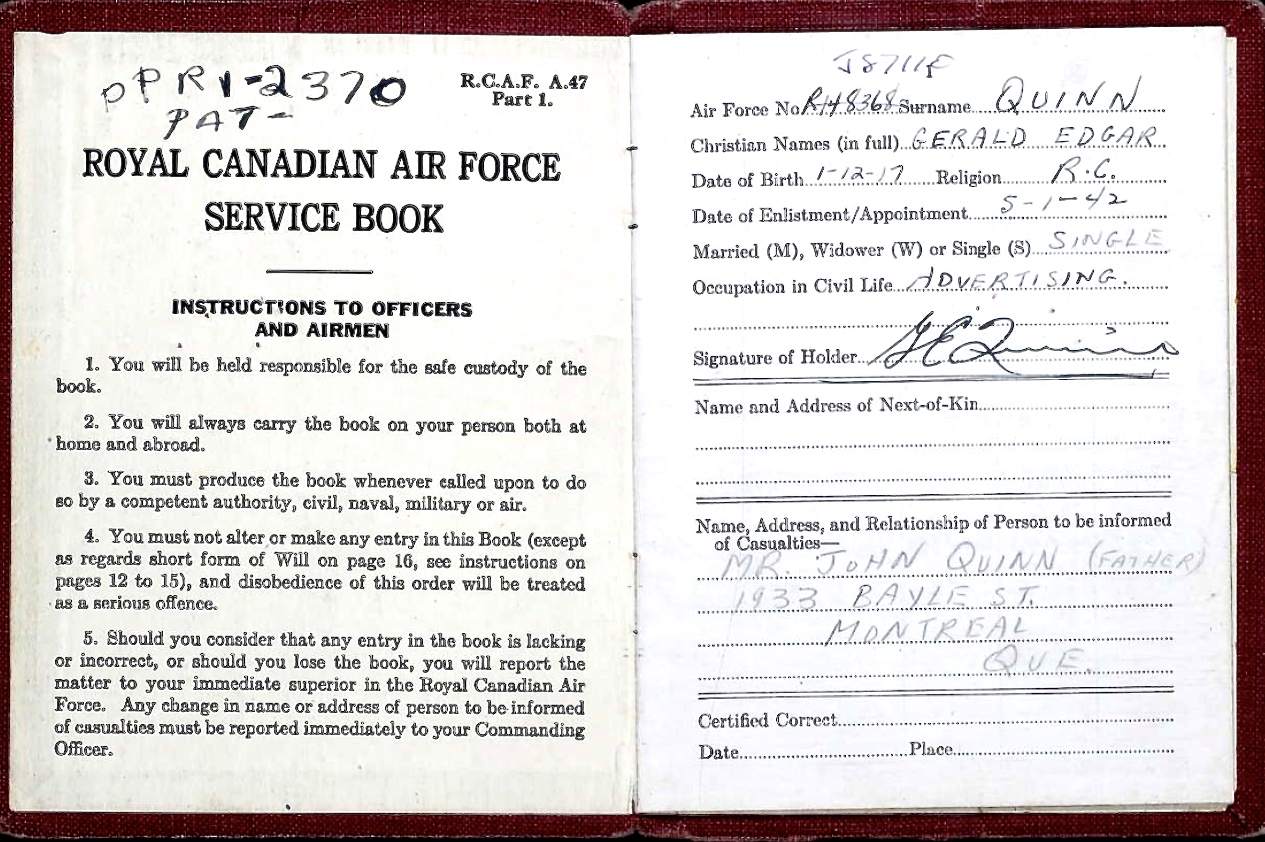 PPR1-2370
PAT-
R.C.A.F. A.47
Part 1.
ROYAL CANADIAN AIR FORCE
SERVICE BOOK
INSTRUCTIONS TO OFFICERS
AND AIRMEN
1. You will be held responsible for the safe custody of the
book.
2. You will always carry the book on your person both at
home and abroad.
3. You must produce the book whenever called upon to do
so by a competent authority, civil, naval, military or air.
4. You must not alter or make any entry in this Book (except
as regards short form of Will on page 16, see instructions on
pages 12 to 15), and disobedience of this order will be treated
as a serious offence.
5. Should you consider that any entry in the book is lacking
or incorrect, or should you lose the book, you will report the
matter to your immediate superior in the Royal Canadian Air
Force. Any change in name or address of person to be informed
of casualties must be reported immediately to your Commanding
Officer.
Air Force No. Surname QUINN
Christian Names (in full) GERALD EDGAR
Date of Birth 1-12-17 Religion R.C.
Date of Enlistment/Appointment 5-1-42
Married (M), Widower (W) or Single (S) SINGLE
Occupation in Civil Life ADVERTISING.
Signature of Holder GEQuinn
Name and Address of Next-of-Kin
Name, Address, and Relationship of Person to be informed
of Casualties—
MR. JOHN QUINN (FATHER)
1933 BAYLE ST.
MONTREAL
QUE.
Certified Correct
Date Place